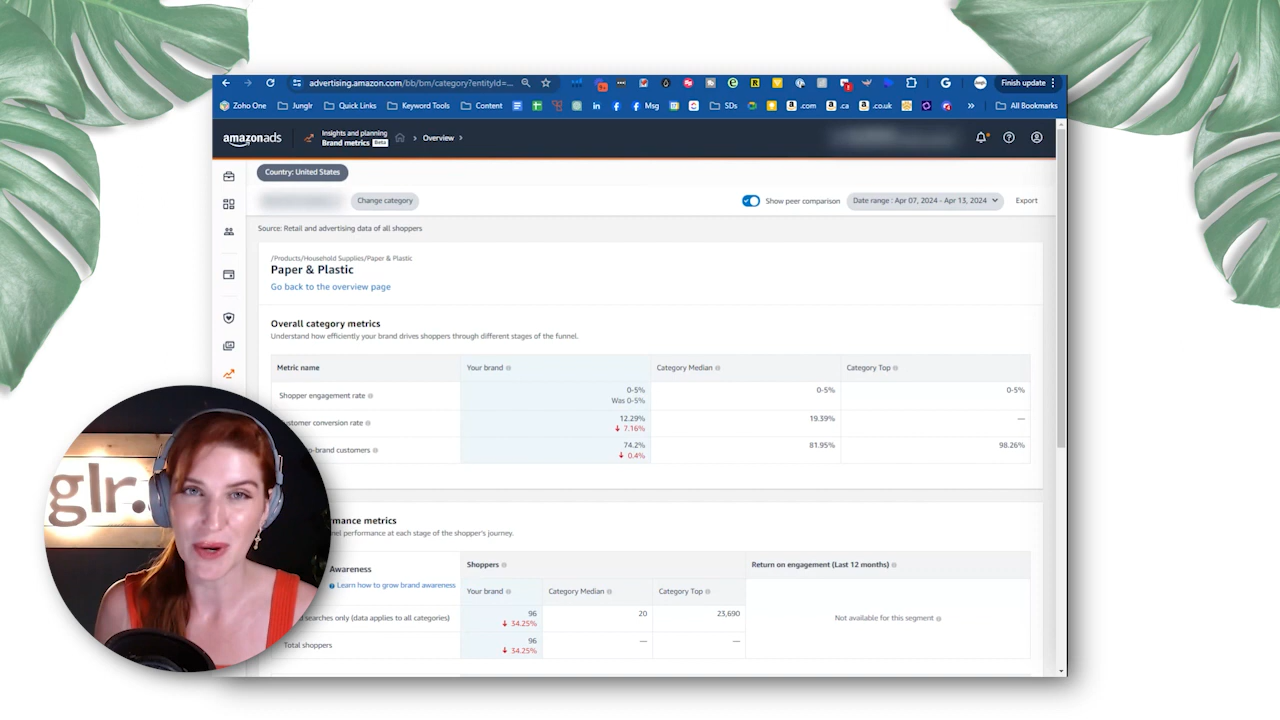 advertising.amazon.com/bb/bm/category?entityId=...
Finish update
Zoho One
Junglr
Quick Links
Keyword Tools
Content
Msg
SDs
.com
.ca
.co.uk
»
All Bookmarks
amazonads
Insights and planning
Brand metrics Beta
Overview
Country: United States
Change category
Show peer comparison
Date range : Apr 07, 2024 - Apr 13, 2024
Export
Source: Retail and advertising data of all shoppers
/Products/Household Supplies/Paper & Plastic
Paper & Plastic
Go back to the overview page
Overall category metrics
Understand how efficiently your brand drives shoppers through different stages of the funnel.
Metric name Your brand Category Median Category Top
Shopper engagement rate 0-5% 0-5% 0-5%
Was 0-5%
ustomer conversion rate 12.29% 19.39% —
↓ 7.16%
o-brand customers 74.2% 81.95% 98.26%
↓ 0.4%
rmance metrics
nel performance at each stage of the shopper's journey.
Awareness
Learn how to grow brand awareness
Shoppers
Return on engagement (Last 12 months)
Your brand Category Median Category Top
searches only (data applies to all categories) 96 20 23,690
↓ 34.25%
Not available for this segment
Total shoppers 96 — —
↓ 34.25%
glr.